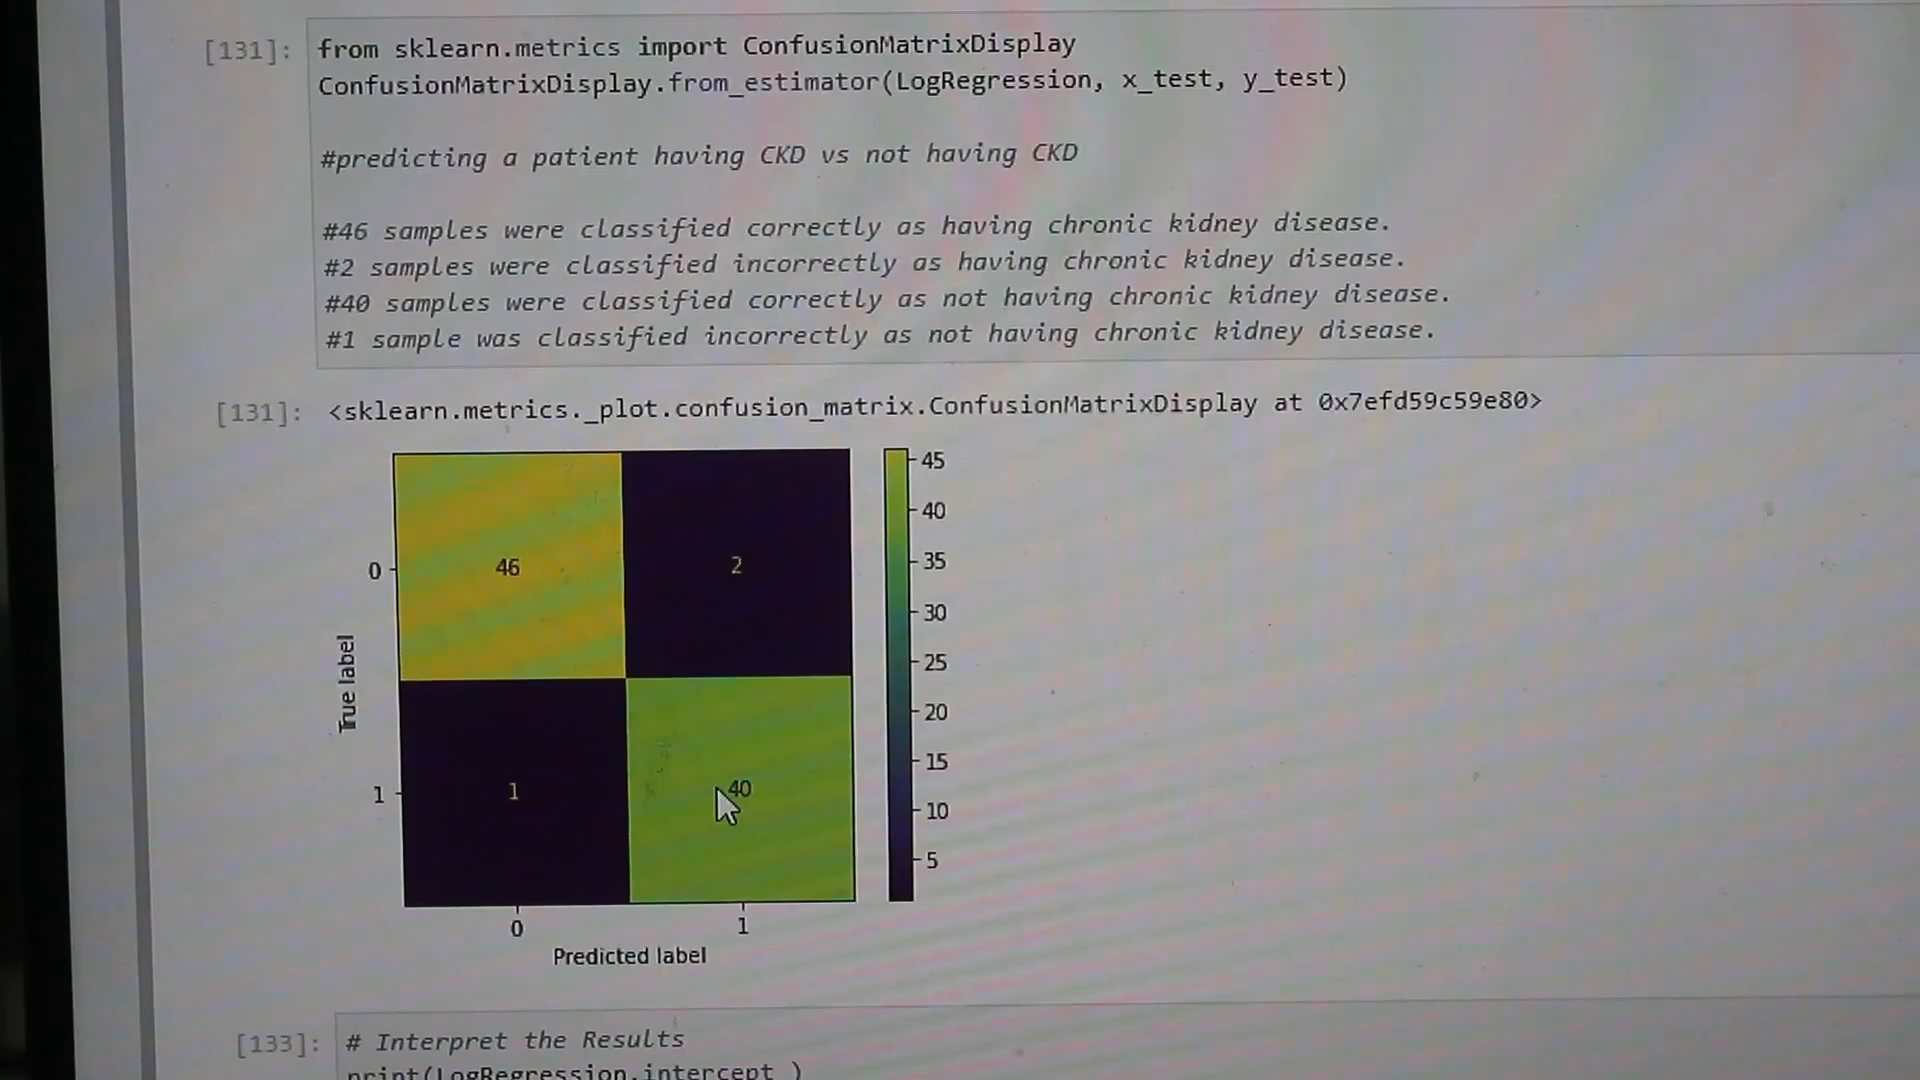 [131]: from sklearn.metrics import ConfusionMatrixDisplay
ConfusionMatrixDisplay.from_estimator(LogRegression, x_test, y_test)
#predicting a patient having CKD vs not having CKD
#46 samples were classified correctly as having chronic kidney disease.
#2 samples were classified incorrectly as having chronic kidney disease.
#40 samples were classified correctly as not having chronic kidney disease.
#1 sample was classified incorrectly as not having chronic kidney disease.
[131]: <sklearn.metrics._plot.confusion_matrix.ConfusionMatrixDisplay at 0x7efd59c59e80>
45
40
35
30
25
20
15
10
5
True label
0
46
2
1
1
40
0
1
Predicted label
[133]: # Interpret the Results
print(LogRegression.intercept_)